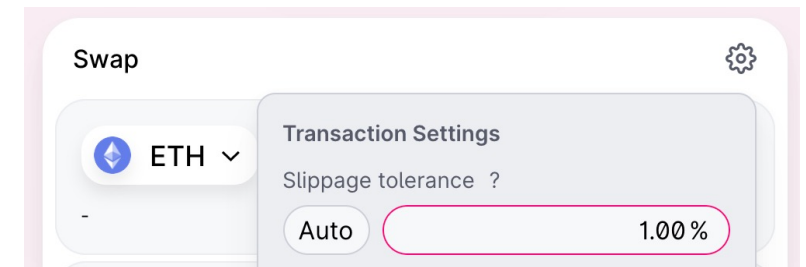 Swap
Transaction Settings
ETH
Slippage tolerance ?
-
Auto 1.00 %